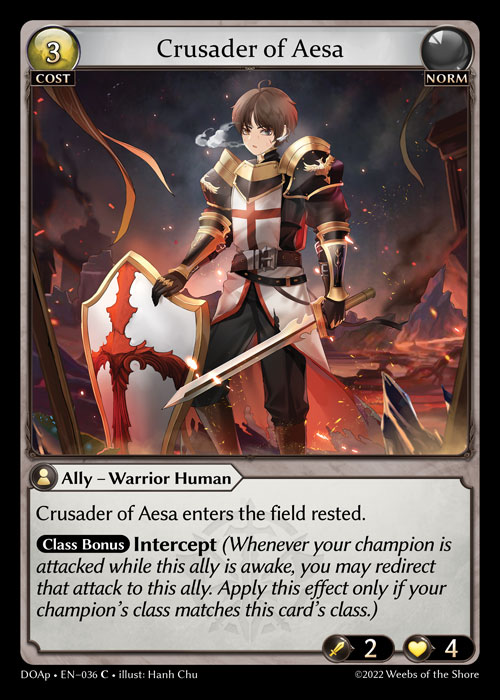 3
Crusader of Aesa
COST
NORM
Ally – Warrior Human
Crusader of Aesa enters the field rested.
Class Bonus Intercept (Whenever your champion is
attacked while this ally is awake, you may redirect
that attack to this ally. Apply this effect only if your
champion's class matches this card's class.)
2
4
DOAp • EN–036 C • illust: Hanh Chu
©2022 Weebs of the Shore